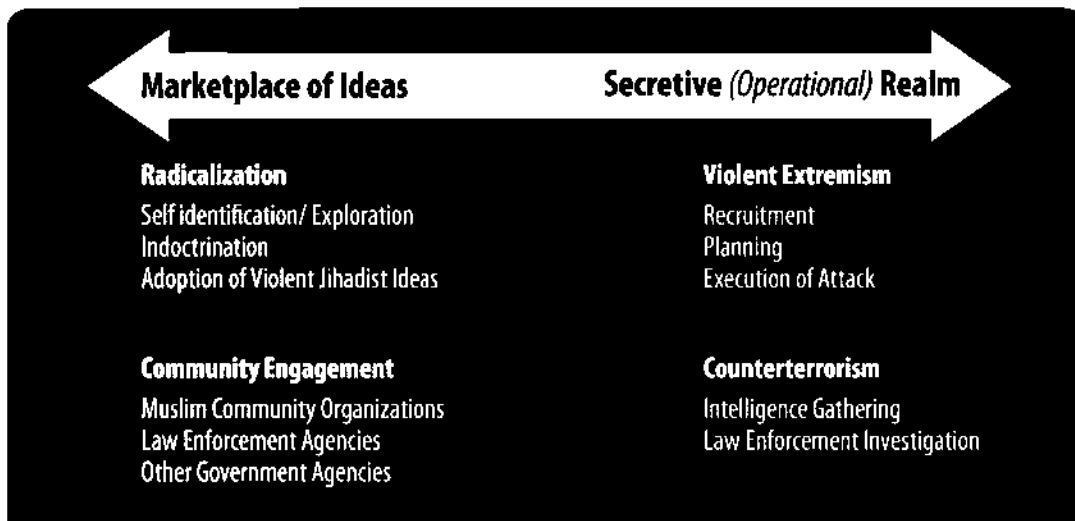 Marketplace of Ideas
Secretive (Operational) Realm
Radicalization
Self identification/ Exploration
Indoctrination
Adoption of Violent Jihadist Ideas
Violent Extremism
Recruitment
Planning
Execution of Attack
Community Engagement
Muslim Community Organizations
Law Enforcement Agencies
Other Government Agencies
Counterterrorism
Intelligence Gathering
Law Enforcement Investigation